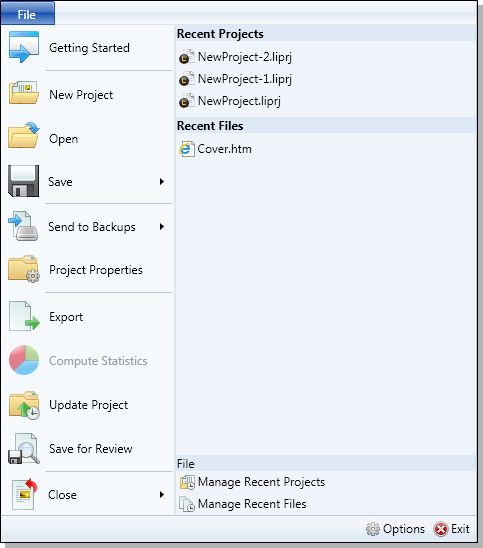 File
Getting Started
New Project
Open
Save
Send to Backups
Project Properties
Export
Compute Statistics
Update Project
Save for Review
Close
Recent Projects
NewProject-2.liprj
NewProject-1.liprj
NewProject.liprj
Recent Files
Cover.htm
File
Manage Recent Projects
Manage Recent Files
Options Exit